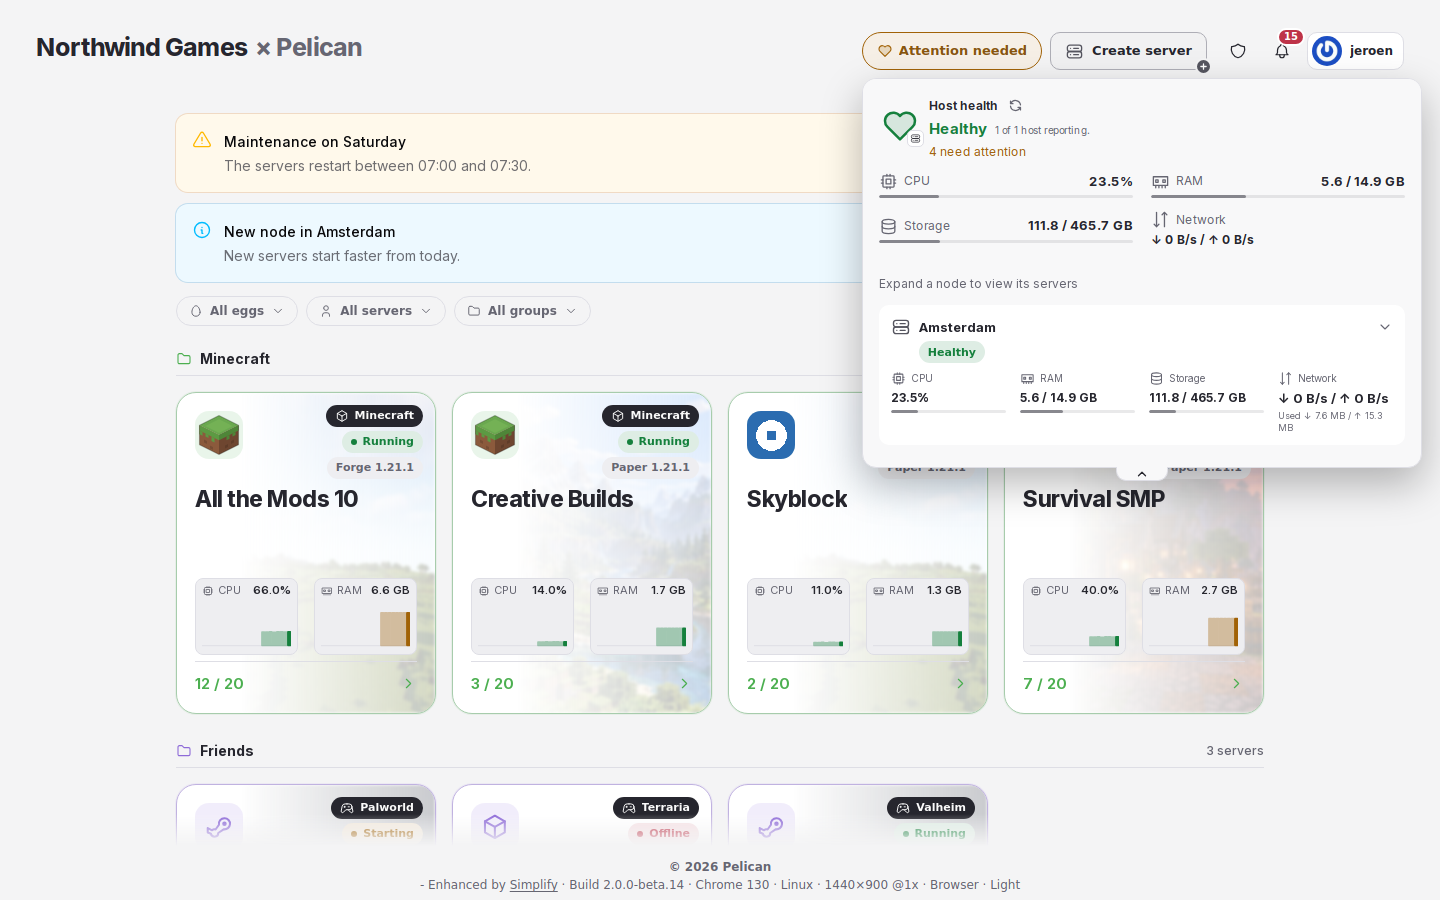 Northwind Games × Pelican
Attention needed
Create server
15
jeroen
Maintenance on Saturday
The servers restart between 07:00 and 07:30.
New node in Amsterdam
New servers start faster from today.
All eggs
All servers
All groups
Host health
Healthy 1 of 1 host reporting.
4 need attention
CPU 23.5%
RAM 5.6 / 14.9 GB
Storage 111.8 / 465.7 GB
Network
↓ 0 B/s / ↑ 0 B/s
Expand a node to view its servers
Amsterdam
Healthy
CPU
23.5%
RAM
5.6 / 14.9 GB
Storage
111.8 / 465.7 GB
Network
↓ 0 B/s / ↑ 0 B/s
Used ↓ 7.6 MB / ↑ 15.3
MB
Minecraft
Minecraft
Running
Forge 1.21.1
All the Mods 10
CPU 66.0%
RAM 6.6 GB
12 / 20
Minecraft
Running
Paper 1.21.1
Creative Builds
CPU 14.0%
RAM 1.7 GB
3 / 20
Paper 1.21.1
Skyblock
CPU 11.0%
RAM 1.3 GB
2 / 20
Survival SMP
CPU 40.0%
RAM 2.7 GB
7 / 20
Friends
3 servers
Palworld
Starting
Terraria
Offline
Valheim
Running
© 2026 Pelican
- Enhanced by Simplify · Build 2.0.0-beta.14 · Chrome 130 · Linux · 1440×900 @1x · Browser · Light